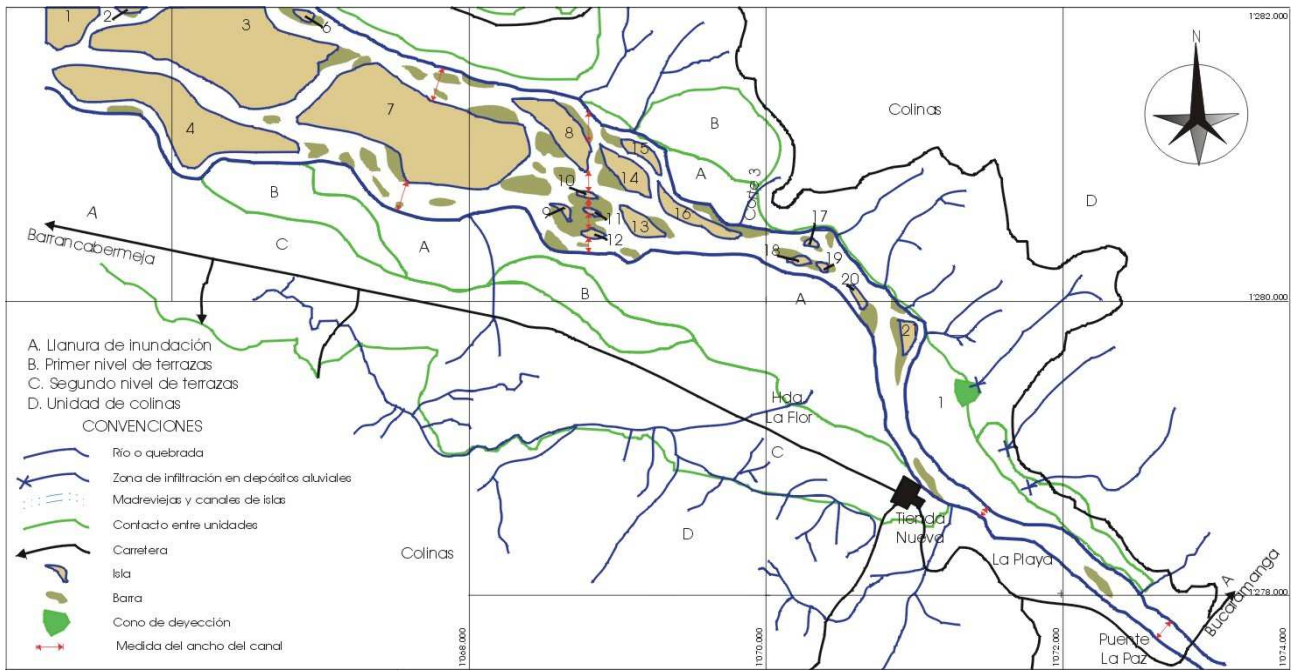 1
2
3
6
1'282.000
N
7
Colinas
4
8
B
15
14
A
10
Corte 3
16
D
B
9
11
13
12
17
A
Barrancabermeja
C
A
18
19
20
B
A
1'280.000
2
A. Llanura de inundación
B. Primer nivel de terrazas
C. Segundo nivel de terrazas
D. Unidad de colinas
CONVENCIONES
Río o quebrada
Zona de infiltración en depósitos aluviales
Madreviejas y canales de islas
Contacto entre unidades
Carretera
Isla
Barra
Cono de deyección
Medida del ancho del canal
Hda
La Flor
1
C
Tienda
Nueva
D
Colinas
La Playa
A
Bucaramanga
1'278.000
Puente
La Paz
1'068.000
1'070.000
1'072.000
1'074.000